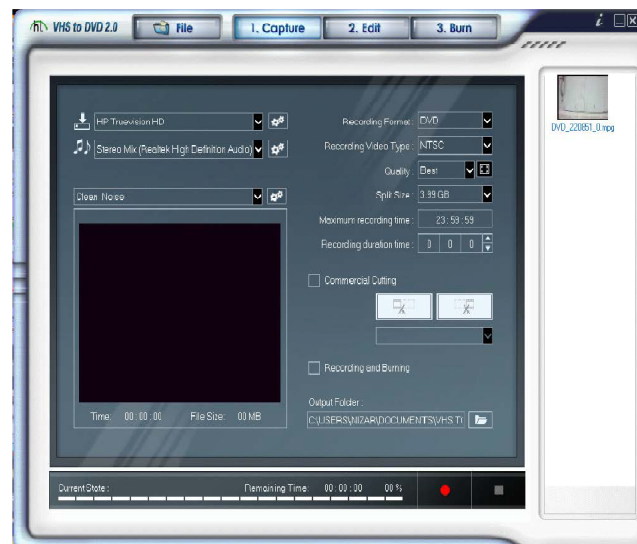 VHS to DVD 2.0
File
1. Capture
2. Edit
3. Burn
i
HP Truevision HD
Stereo Mix (Realtek High Definition Audio)
Clean Noise
Time: 00 : 00 : 00 File Size: 00 MB
Recording Format : DVD
Recording Video Type : NTSC
Quality : Best
Split Size : 3.99 GB
Maximum recording time : 23 : 59 : 59
Recording duration time : 0 0 0
Commercial Cutting
Recording and Burning
Output Folder :
C:\USERS\NIZAR\DOCUMENTS\VHS T(
Current State : Remaining Time: 00 : 00 : 00 00 %
DVD_220851_0.mpg